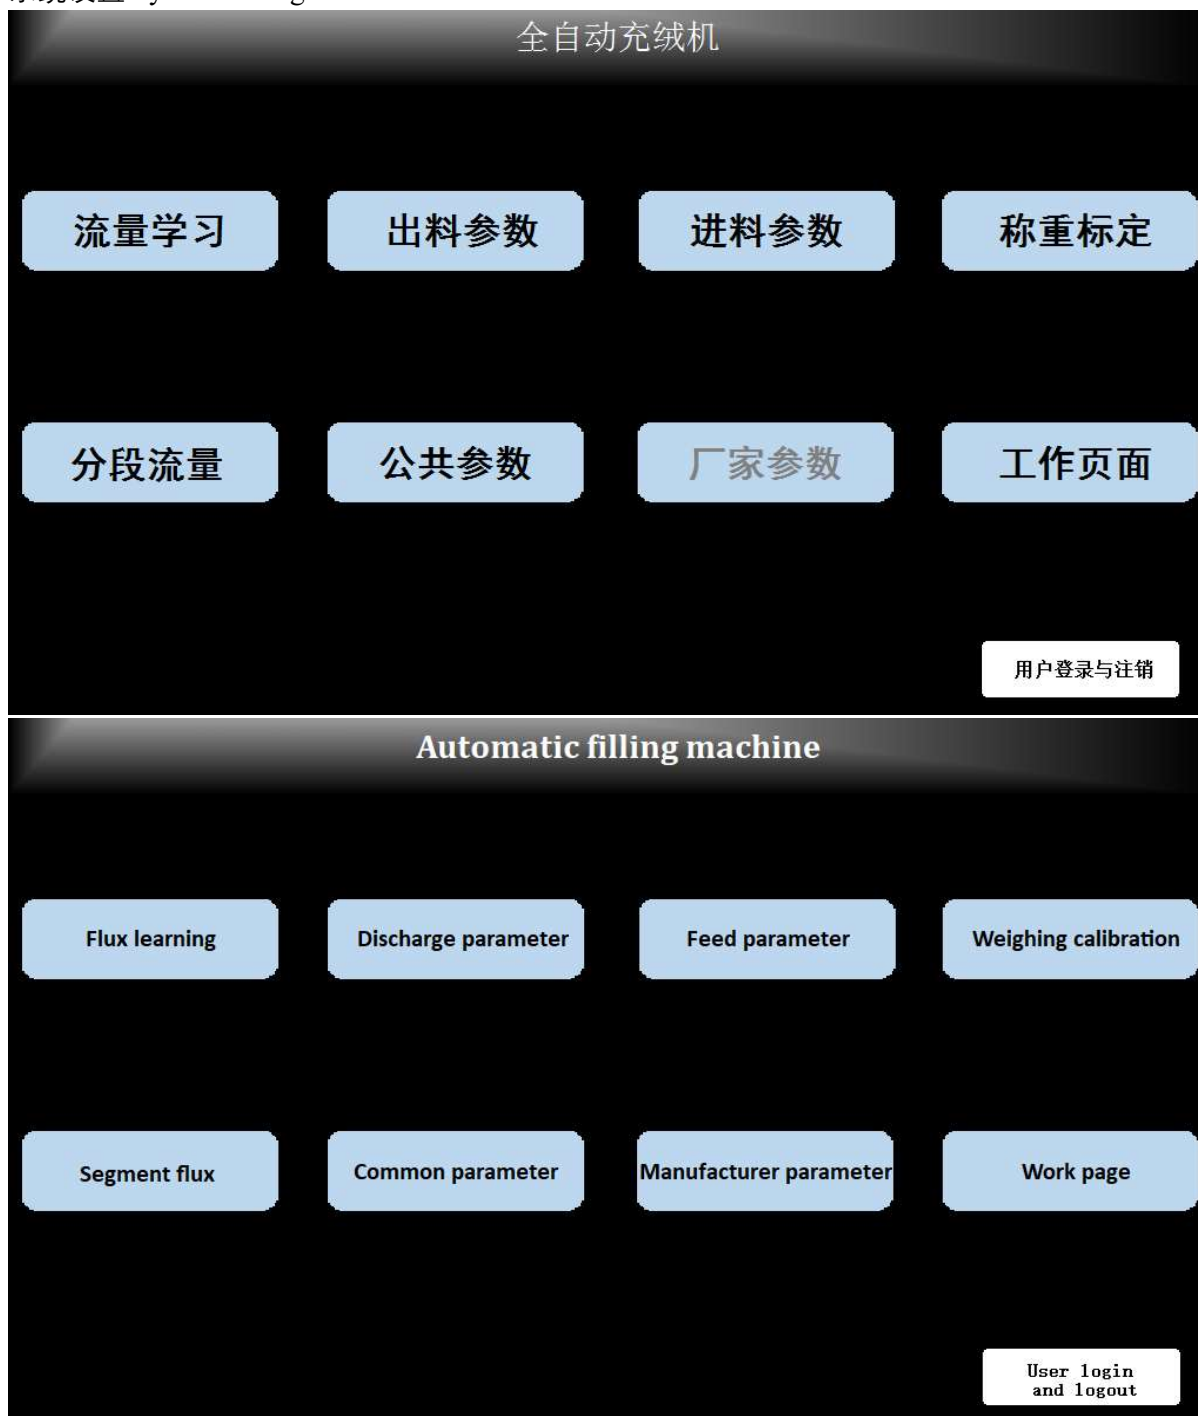 全自动充绒机
流量学习 出料参数 进料参数 称重标定
分段流量 公共参数 厂家参数 工作页面
用户登录与注销
Automatic filling machine
Flux learning Discharge parameter Feed parameter Weighing calibration
Segment flux Common parameter Manufacturer parameter Work page
User login
and logout